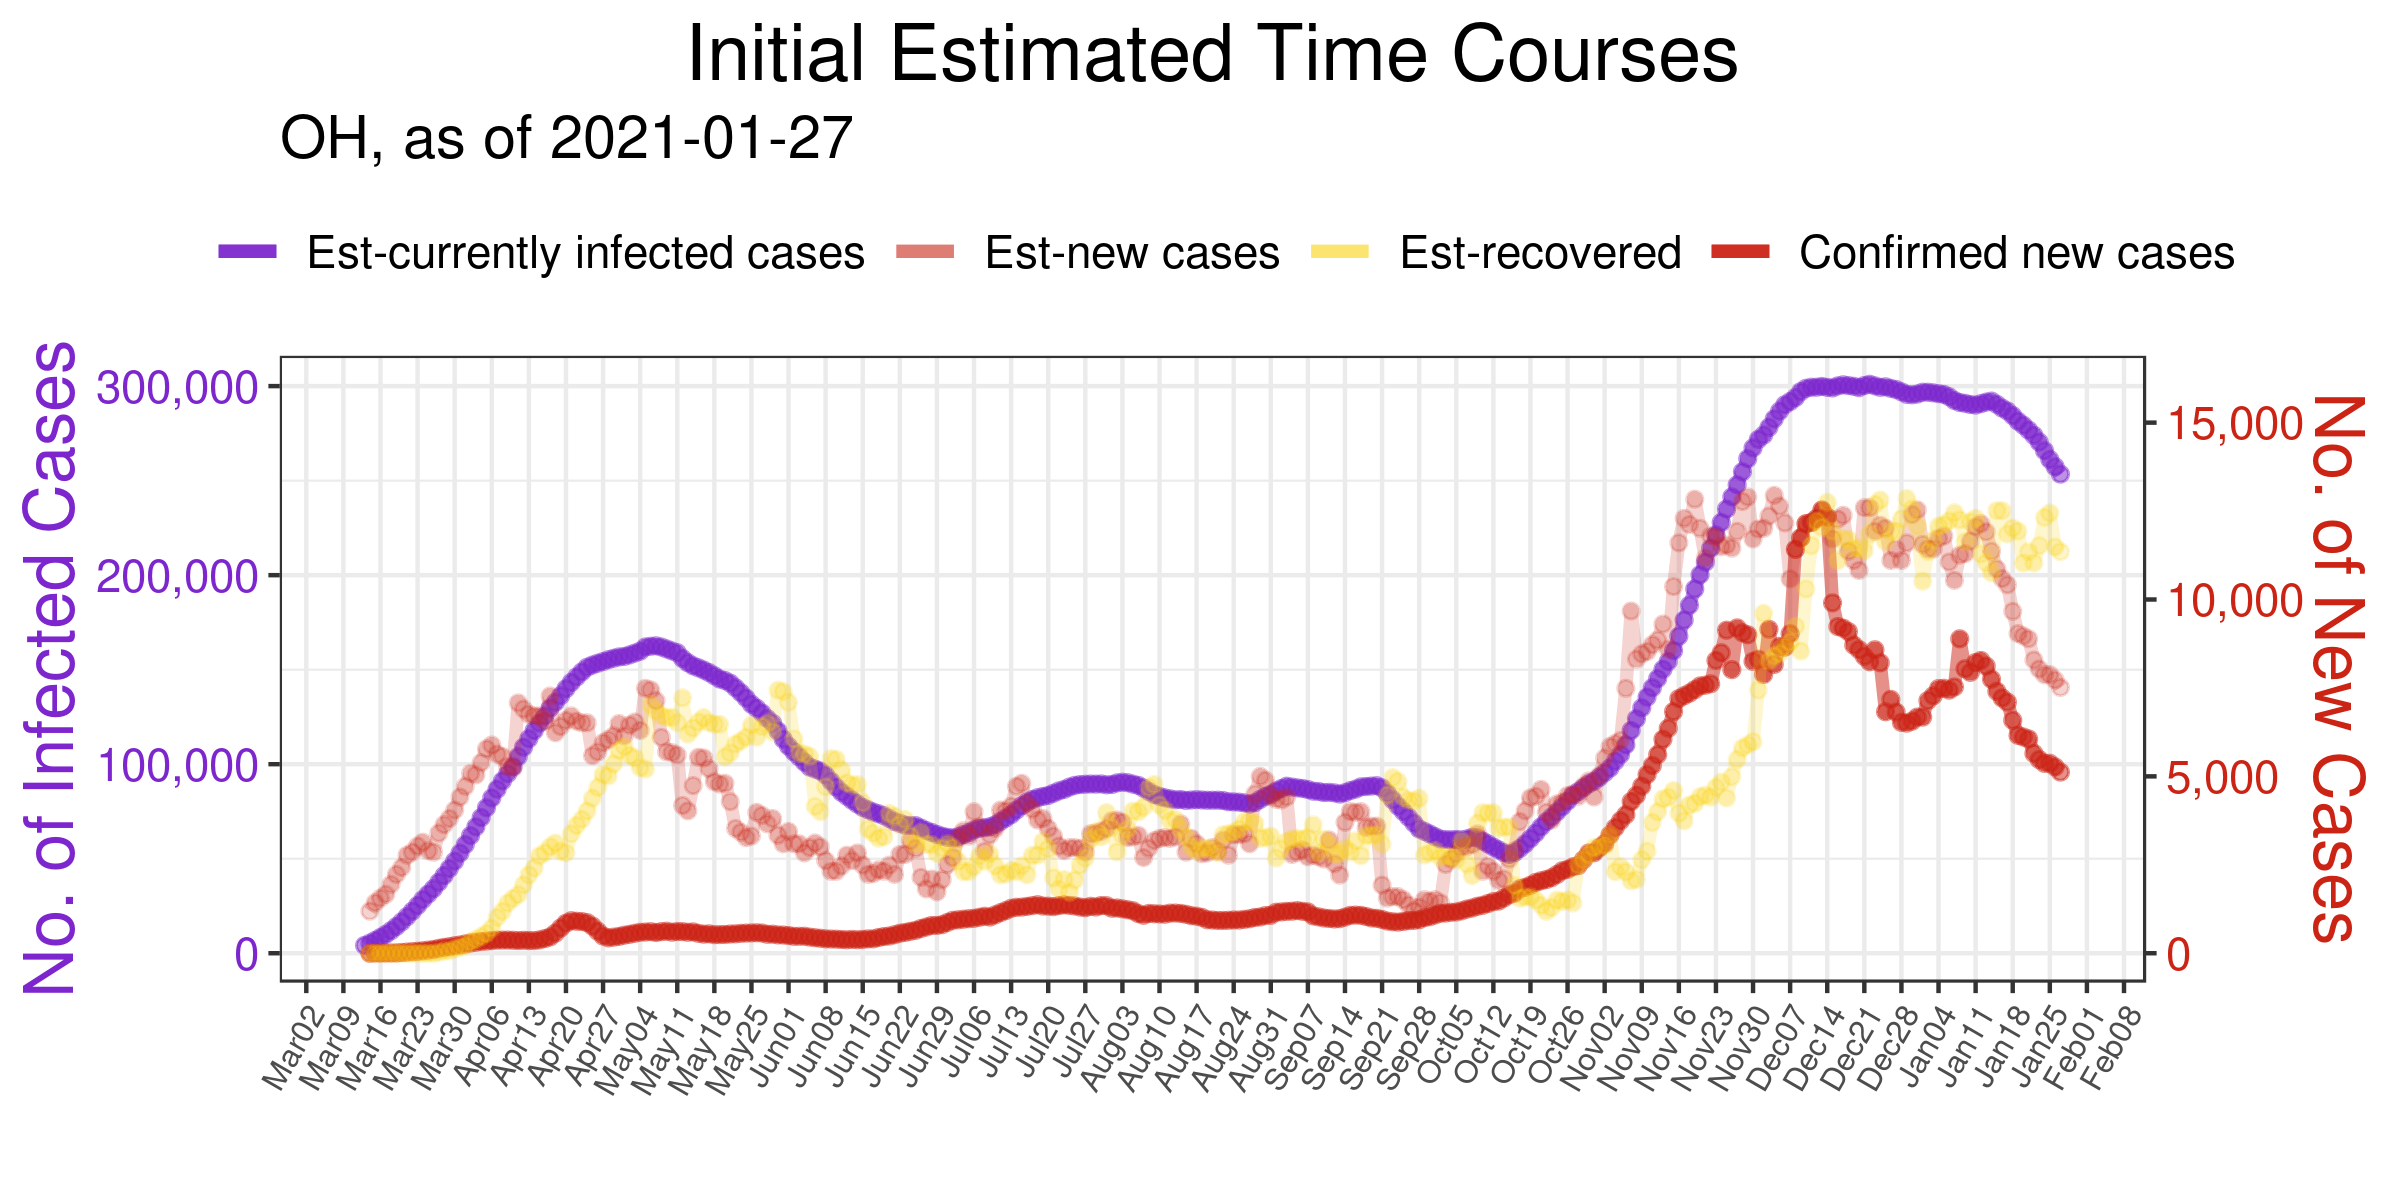 Initial Estimated Time Courses
OH, as of 2021-01-27
Est-currently infected cases
Est-new cases
Est-recovered
Confirmed new cases
No. of Infected Cases
300,000
200,000
100,000
0
15,000
10,000
5,000
0
No. of New Cases
Mar02
Mar09
Mar16
Mar23
Mar30
Apr06
Apr13
Apr20
Apr27
May04
May11
May18
May25
Jun01
Jun08
Jun15
Jun22
Jun29
Jul06
Jul13
Jul20
Jul27
Aug03
Aug10
Aug17
Aug24
Aug31
Sep07
Sep14
Sep21
Sep28
Oct05
Oct12
Oct19
Oct26
Nov02
Nov09
Nov16
Nov23
Nov30
Dec07
Dec14
Dec21
Dec28
Jan04
Jan11
Jan18
Jan25
Feb01
Feb08